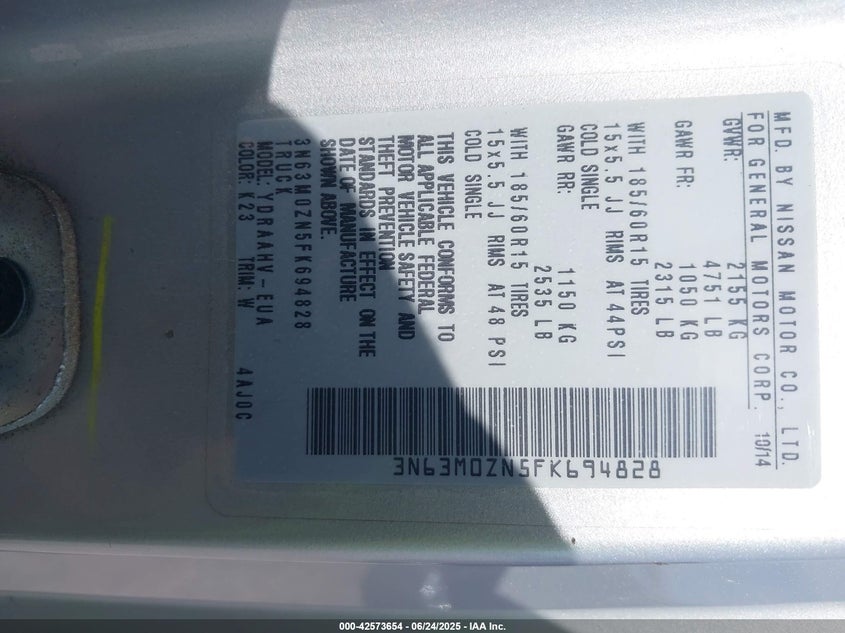 MFD. BY NISSAN MOTOR CO., LTD.
FOR GENERAL MOTORS CORP. 10/14
GVWR: 2155 KG
4751 LB
GAWR FR: 1050 KG
2315 LB
WITH 185/60R15 TIRES
15x5.5 JJ RIMS AT 44PSI
COLD SINGLE
GAWR RR: 1150 KG
2535 LB
WITH 185/60R15 TIRES
15x5.5 JJ RIMS AT 48 PSI
COLD SINGLE
THIS VEHICLE CONFORMS TO
ALL APPLICABLE FEDERAL
MOTOR VEHICLE SAFETY AND
THEFT PREVENTION
STANDARDS IN EFFECT ON THE
DATE OF MANUFACTURE
SHOWN ABOVE.
3N63M0ZN5FK694828
TRUCK
MODEL: YDRAAHV-EUA
COLOR: K23 TRIM: W 4AJ0C
3N63M0ZN5FK694828
000-42573654 - 06/24/2025 - IAA Inc.